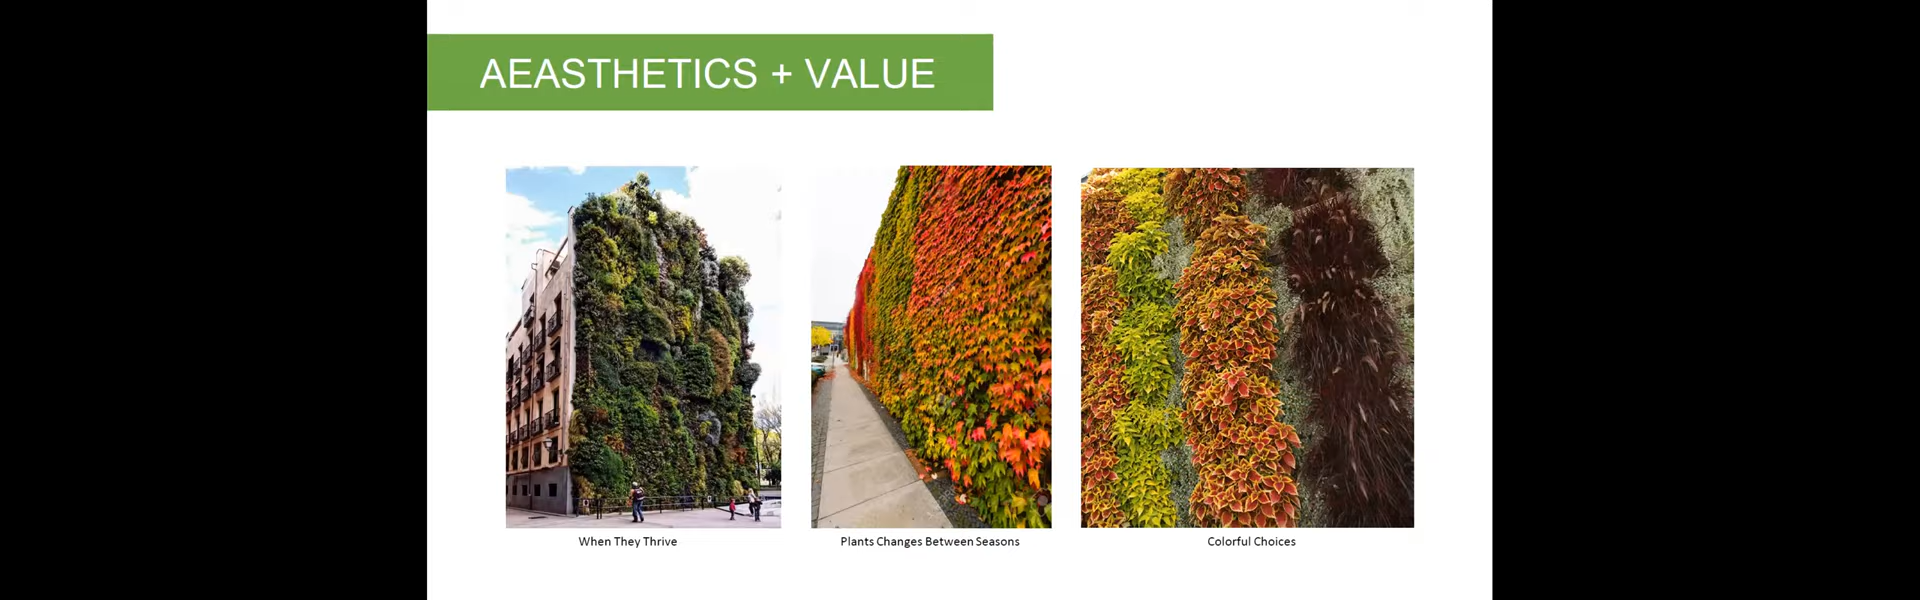 AEASTHETICS + VALUE
When They Thrive
Plants Changes Between Seasons
Colorful Choices